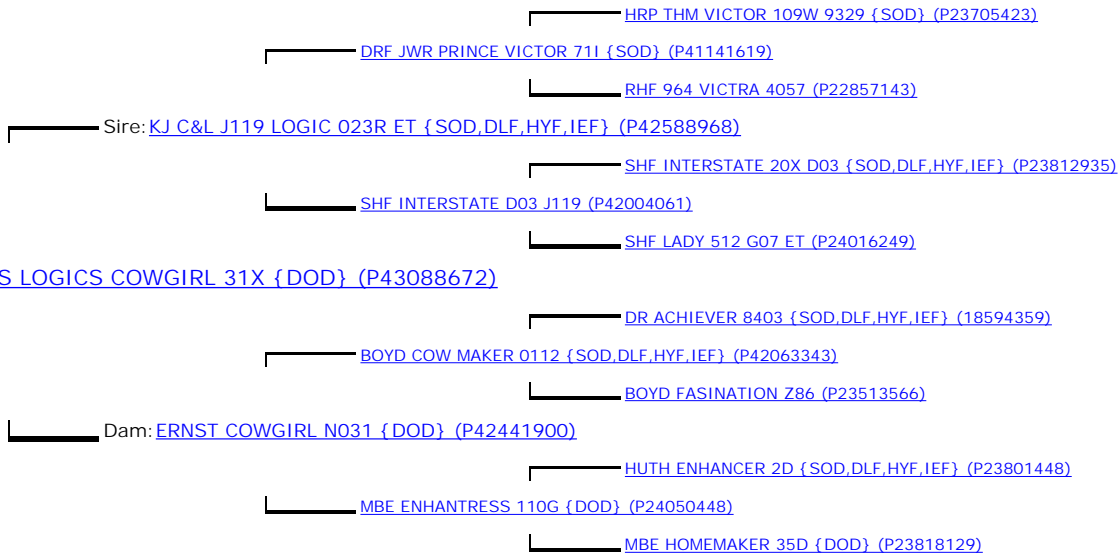 HRP THM VICTOR 109W 9329 {SOD} (P23705423)
DRF JWR PRINCE VICTOR 71I {SOD} (P41141619)
RHF 964 VICTRA 4057 (P22857143)
Sire: KJ C&L J119 LOGIC 023R ET {SOD,DLF,HYF,IEF} (P42588968)
SHF INTERSTATE 20X D03 {SOD,DLF,HYF,IEF} (P23812935)
SHF INTERSTATE D03 J119 (P42004061)
SHF LADY 512 G07 ET (P24016249)
S LOGICS COWGIRL 31X {DOD} (P43088672)
DR ACHIEVER 8403 {SOD,DLF,HYF,IEF} (18594359)
BOYD COW MAKER 0112 {SOD,DLF,HYF,IEF} (P42063343)
BOYD FASINATION Z86 (P23513566)
Dam: ERNST COWGIRL N031 {DOD} (P42441900)
HUTH ENHANCER 2D {SOD,DLF,HYF,IEF} (P23801448)
MBE ENHANTRESS 110G {DOD} (P24050448)
MBE HOMEMAKER 35D {DOD} (P23818129)